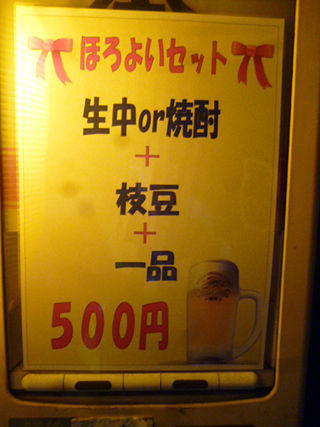 ほろよいセット
生中or焼酎
+
枝豆
+
一品
500円